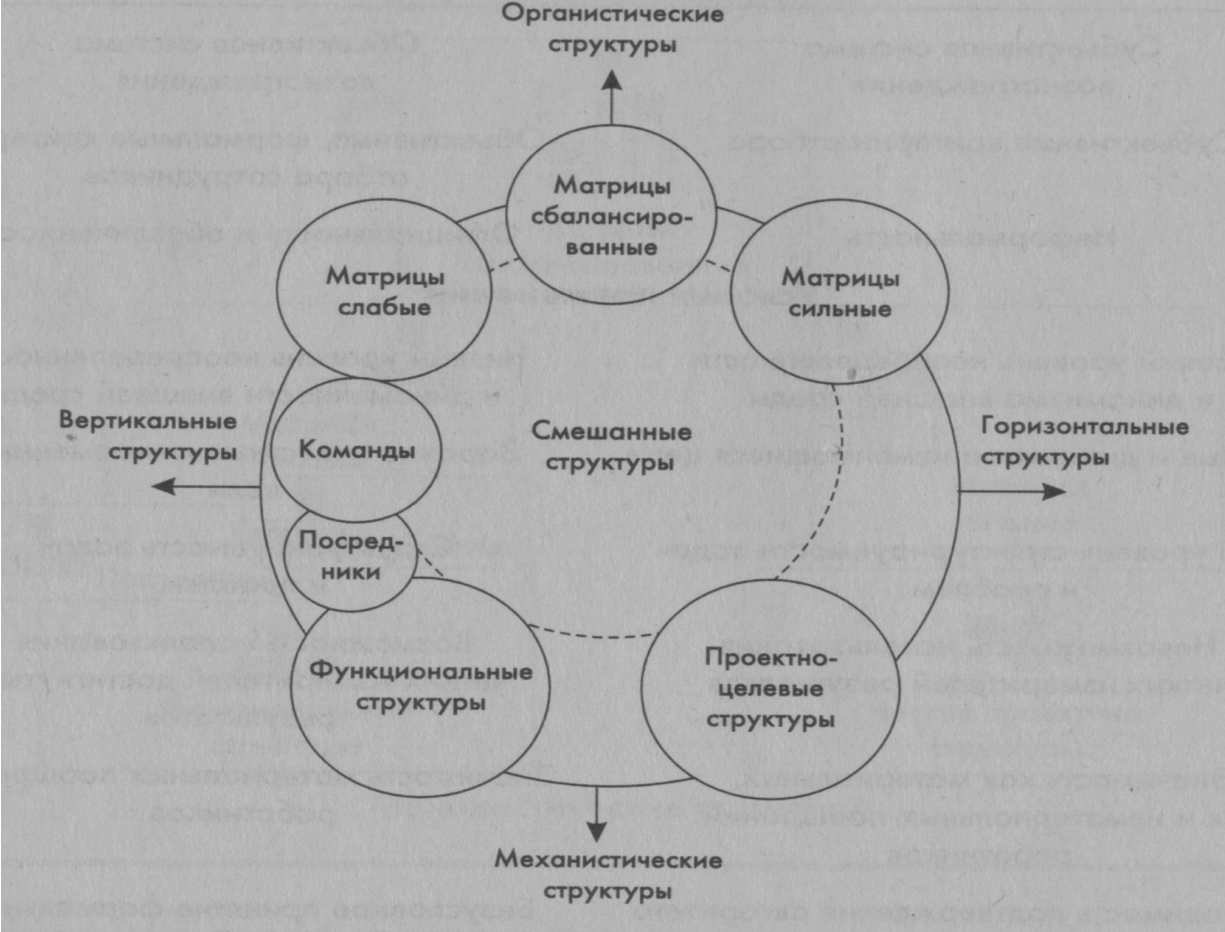 Органистические
структуры
Матрицы
сбалансиро-
ванные
Матрицы
слабые
Матрицы
сильные
Вертикальные
структуры
Команды
Смешанные
структуры
Горизонтальные
структуры
Посред-
ники
Функциональные
структуры
Проектно-
целевые
структуры
Механистические
структуры